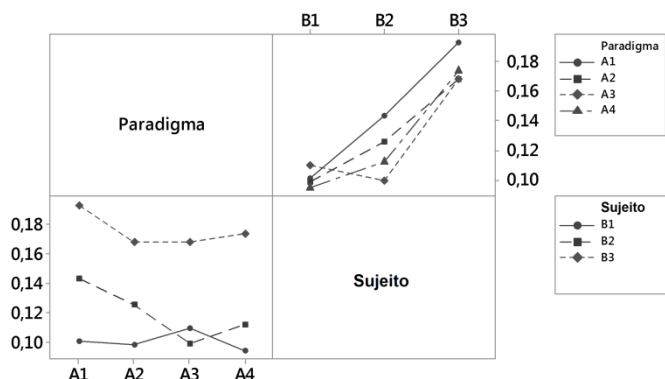 B1 B2 B3
Paradigma
0,18
0,16
0,14
0,12
0,10
Paradigma
A1
A2
A3
A4
0,18
0,16
0,14
0,12
0,10
Sujeito
Sujeito
B1
B2
B3
A1 A2 A3 A4